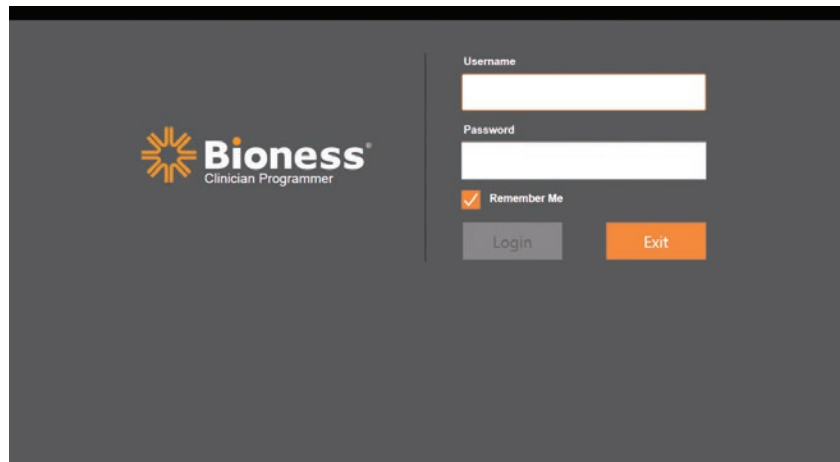 Bioness®
Clinician Programmer
Username
Password
Remember Me
Login
Exit